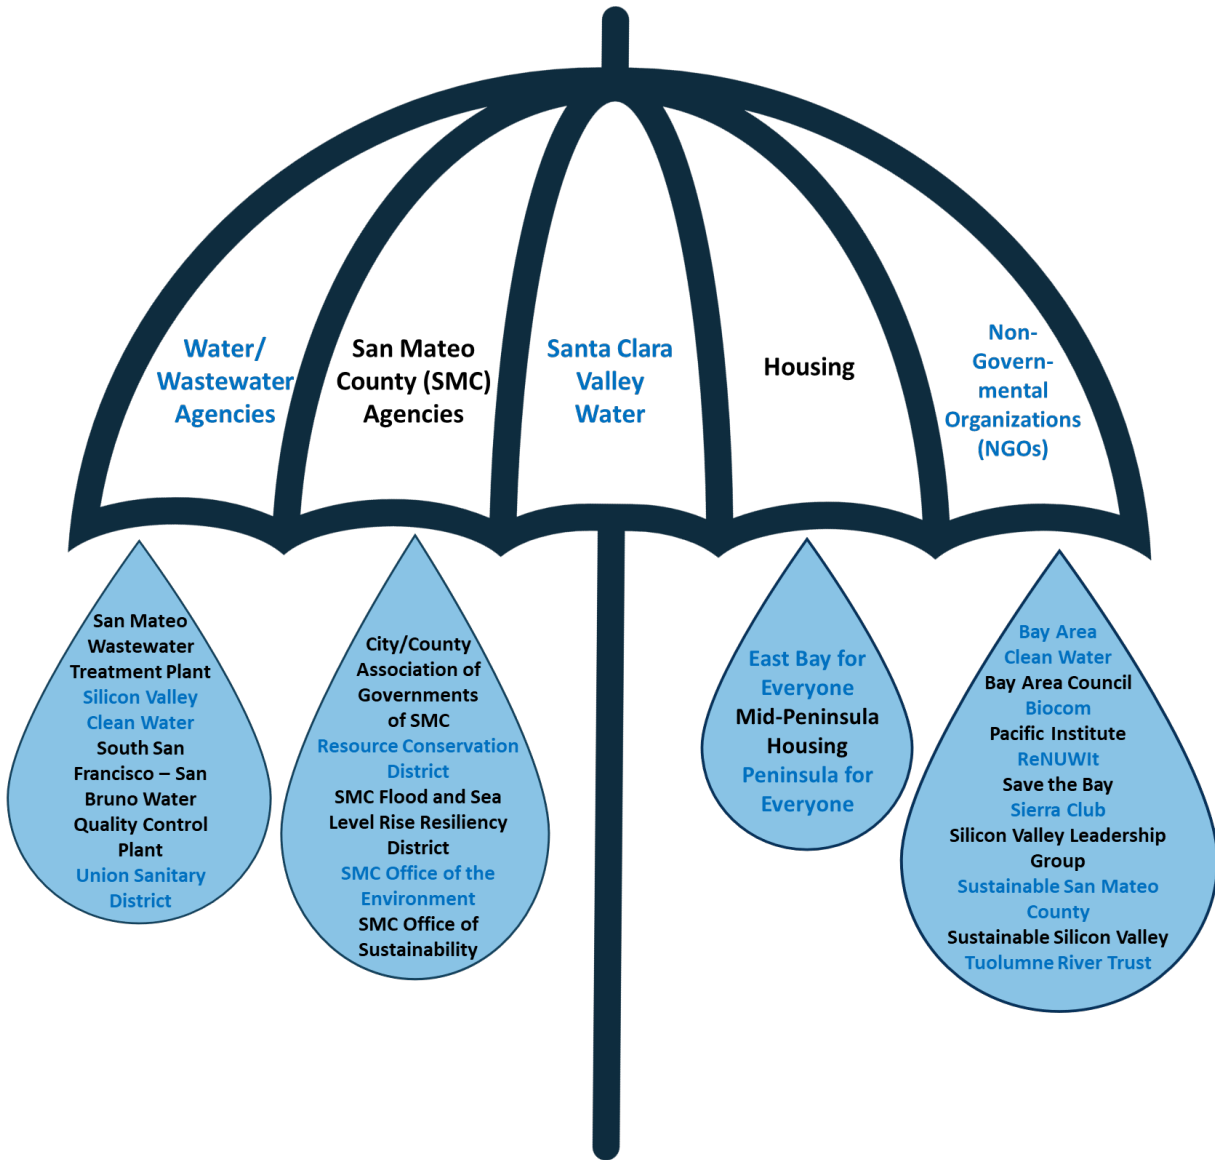 Water/
Wastewater
Agencies
San Mateo
County (SMC)
Agencies
Santa Clara
Valley
Water
Housing
Non-
Govern-
mental
Organizations
(NGOs)
San Mateo
Wastewater
Treatment Plant
Silicon Valley
Clean Water
South San
Francisco – San
Bruno Water
Quality Control
Plant
Union Sanitary
District
City/County
Association of
Governments
of SMC
Resource Conservation
District
SMC Flood and Sea
Level Rise Resiliency
District
SMC Office of the
Environment
SMC Office of
Sustainability
East Bay for
Everyone
Mid-Peninsula
Housing
Peninsula for
Everyone
Bay Area
Clean Water
Bay Area Council
Biocom
Pacific Institute
ReNUWIt
Save the Bay
Sierra Club
Silicon Valley Leadership
Group
Sustainable San Mateo
County
Sustainable Silicon Valley
Tuolumne River Trust